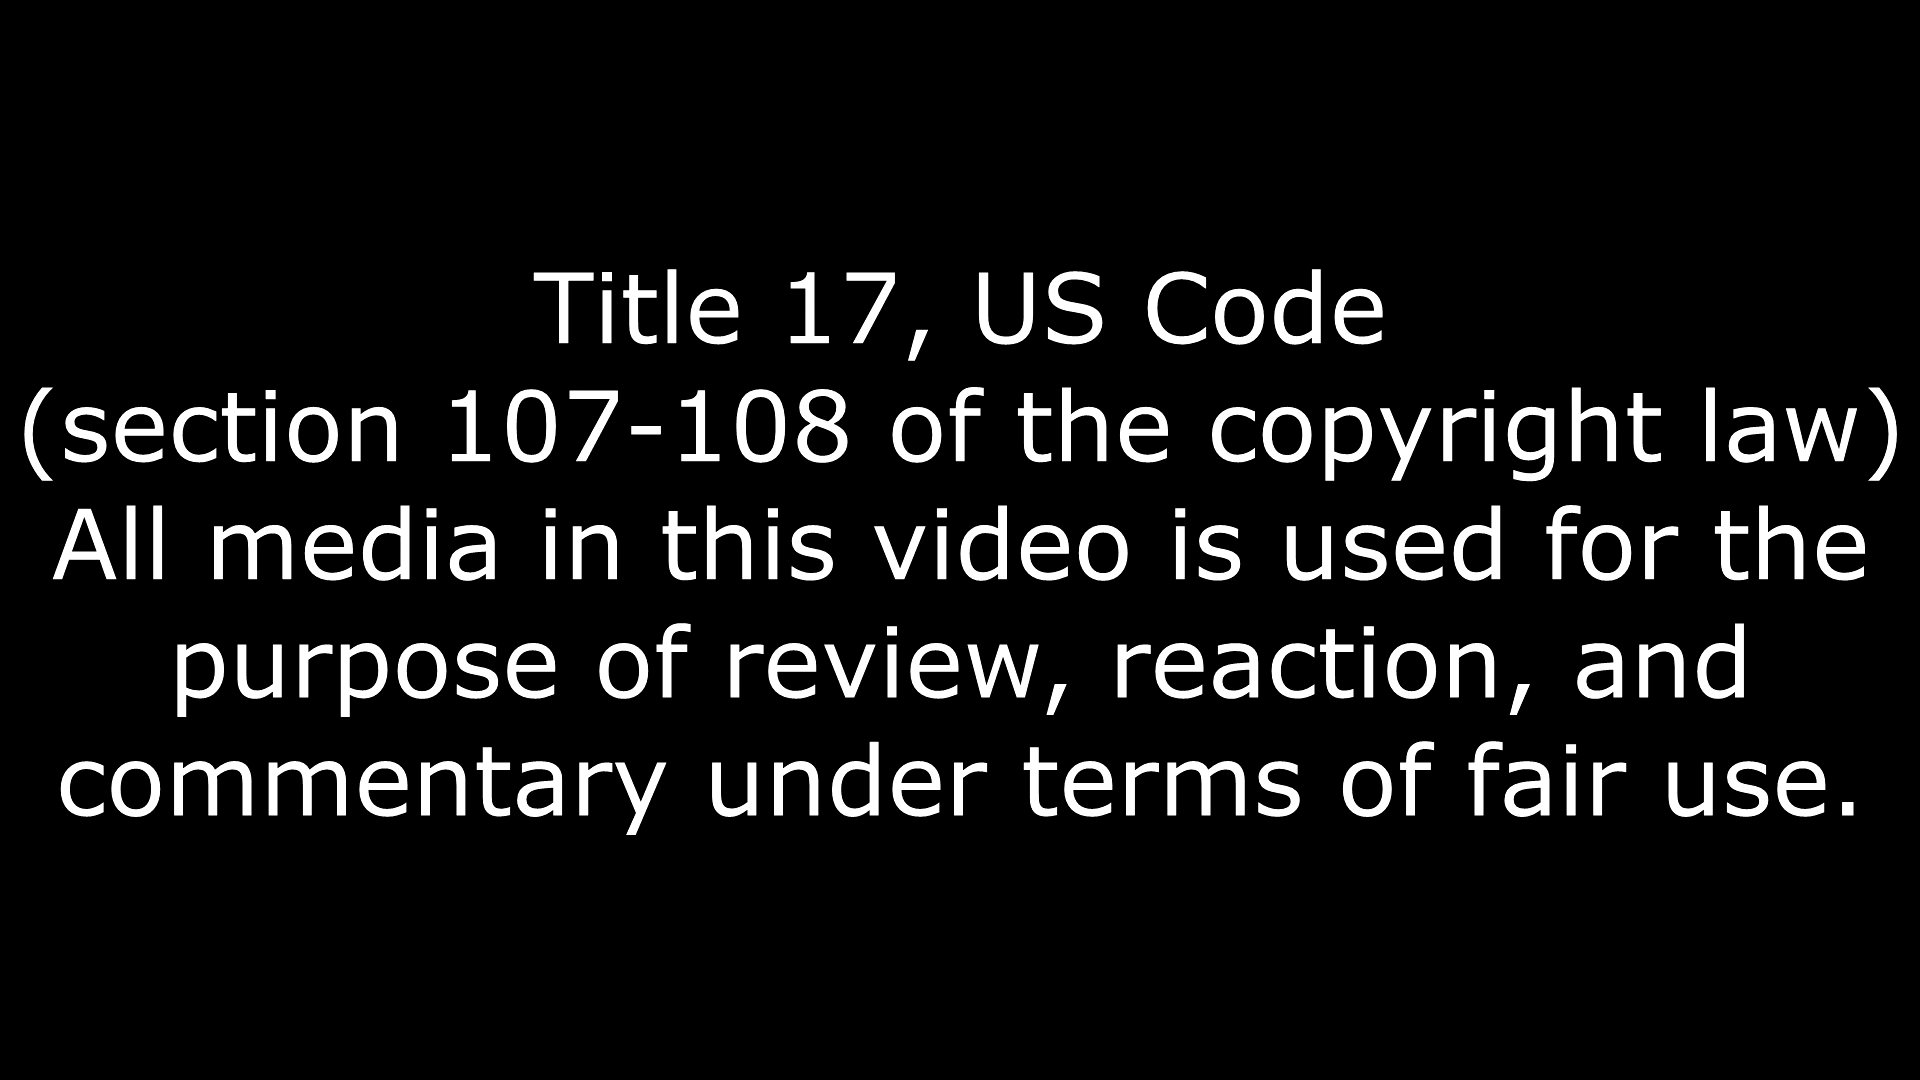 Title 17, US Code
(section 107-108 of the copyright law)
All media in this video is used for the
purpose of review, reaction, and
commentary under terms of fair use.